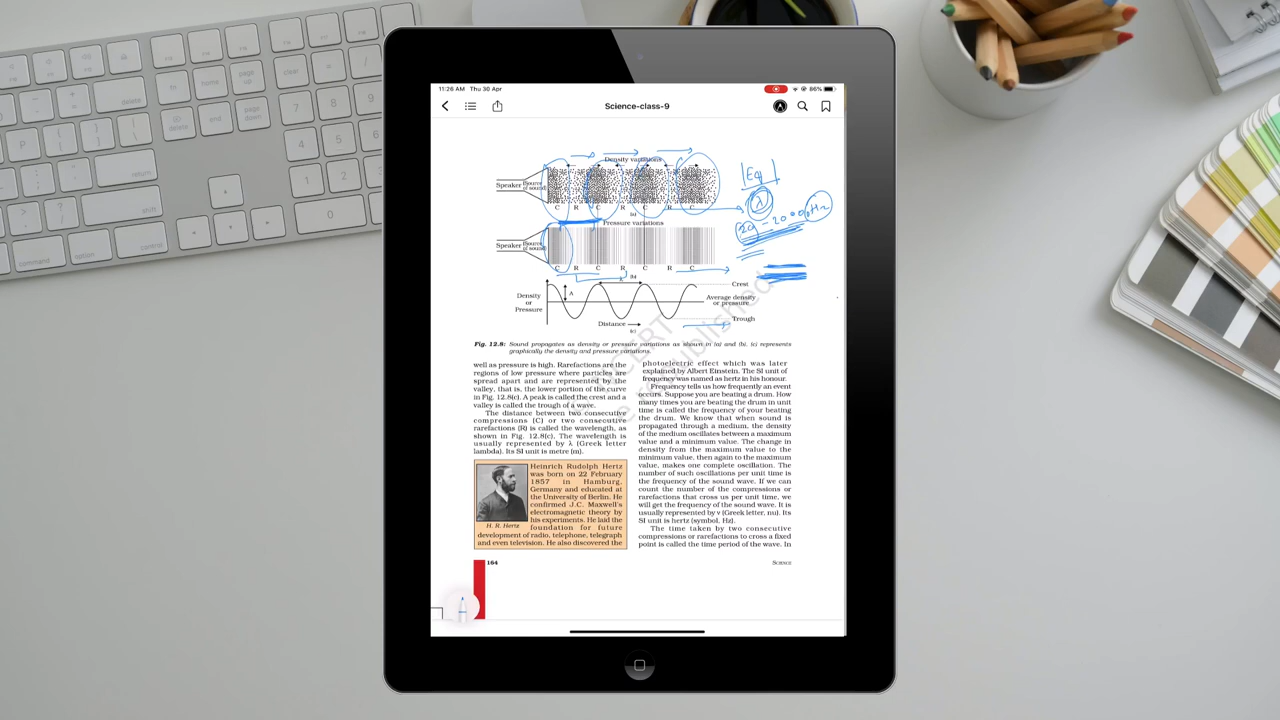 11:26 AM Thu 30 Apr
86%
Science-class-9
Density variations
Speaker
(Source of sound)
C R C R C R C
(a)
Pressure variations
Speaker
(Source of sound)
C R C R C R C
(b)
λ
Crest
A
Density
or
Pressure
Average density
or pressure
Distance
Trough
(c)
|Eq|
λ
20 - 20000 Hz
Fig. 12.8: Sound propagates as density or pressure variations as shown in (a) and (b). (c) represents
graphically the density and pressure variations.
well as pressure is high. Rarefactions are the
regions of low pressure where particles are
spread apart and are represented by the
valley, that is, the lower portion of the curve
in Fig. 12.8(c). A peak is called the crest and a
valley is called the trough of a wave.
The distance between two consecutive
compressions (C) or two consecutive
rarefactions (R) is called the wavelength, as
shown in Fig. 12.8(c). The wavelength is
usually represented by λ (Greek letter
lambda). Its SI unit is metre (m).
Heinrich Rudolph Hertz
was born on 22 February
1857 in Hamburg,
Germany and educated at
the University of Berlin. He
confirmed J.C. Maxwell's
electromagnetic theory by
his experiments. He laid the
foundation for future
H. R. Hertz
development of radio, telephone, telegraph
and even television. He also discovered the
photoelectric effect which was later
explained by Albert Einstein. The SI unit of
frequency was named as hertz in his honour.
Frequency tells us how frequently an event
occurs. Suppose you are beating a drum. How
many times you are beating the drum in unit
time is called the frequency of your beating
the drum. We know that when sound is
propagated through a medium, the density
of the medium oscillates between a maximum
value and a minimum value. The change in
density from the maximum value to the
minimum value, then again to the maximum
value, makes one complete oscillation. The
number of such oscillations per unit time is
the frequency of the sound wave. If we can
count the number of the compressions or
rarefactions that cross us per unit time, we
will get the frequency of the sound wave. It is
usually represented by ν (Greek letter, nu). Its
SI unit is hertz (symbol, Hz).
The time taken by two consecutive
compressions or rarefactions to cross a fixed
point is called the time period of the wave. In
164
SCIENCE